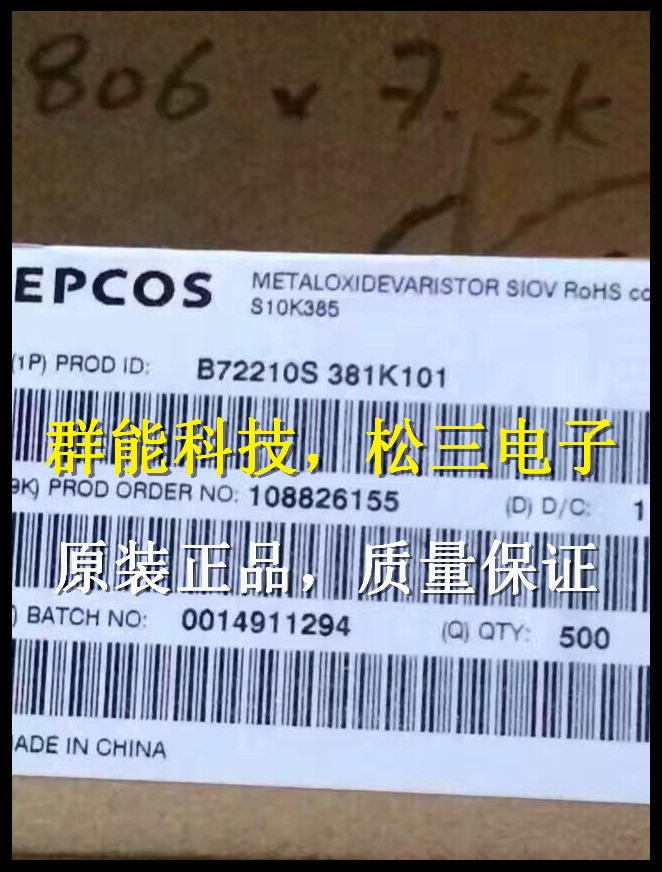 806 x 7.5k
EPCOS
METALOXIDEVARISTOR SIOV RoHS co
S10K385
(1P) PROD ID: B72210S 381K101
群能科技，松三电子
9K) PROD ORDER NO: 108826155 (D) D/C: 1
原装正品，质量保证
) BATCH NO: 0014911294 (Q) QTY: 500
ADE IN CHINA